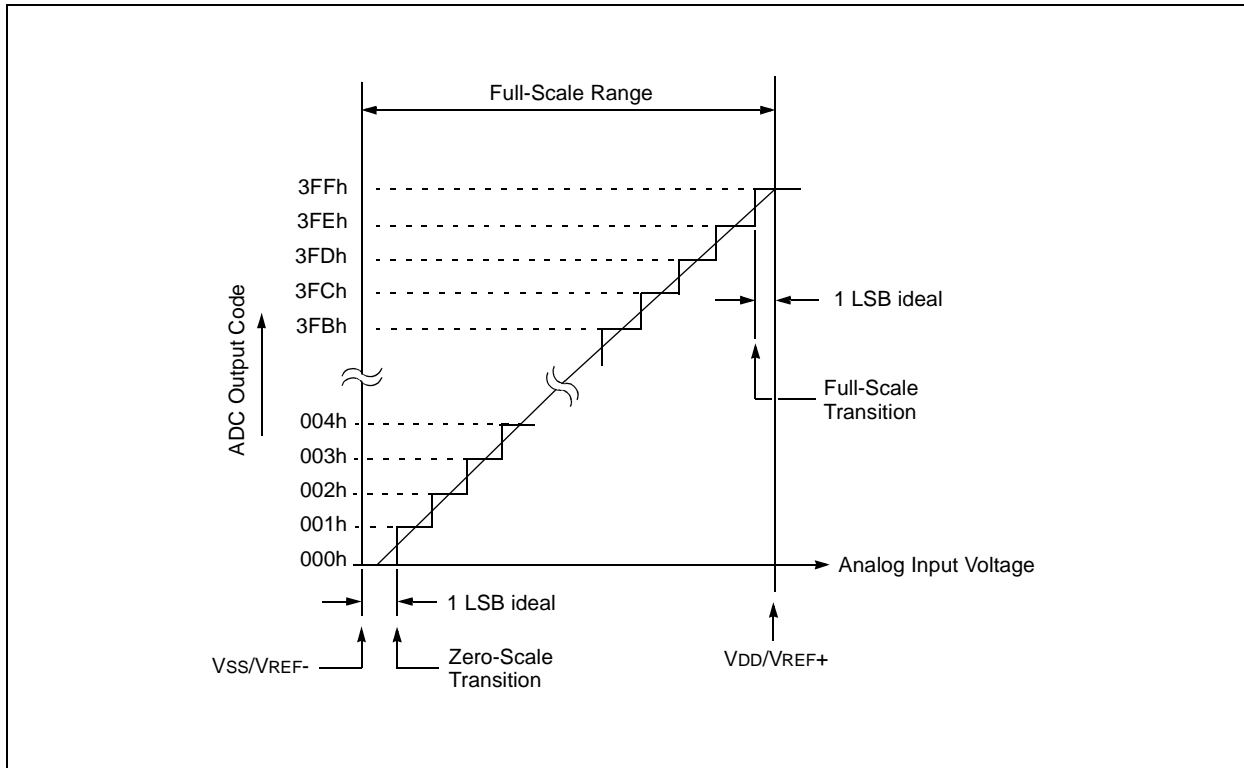 Full-Scale Range
3FFh
3FEh
3FDh
3FCh
3FBh
1 LSB ideal
ADC Output Code
Full-Scale
Transition
004h
003h
002h
001h
000h
Analog Input Voltage
1 LSB ideal
VSS/VREF-
Zero-Scale
Transition
VDD/VREF+